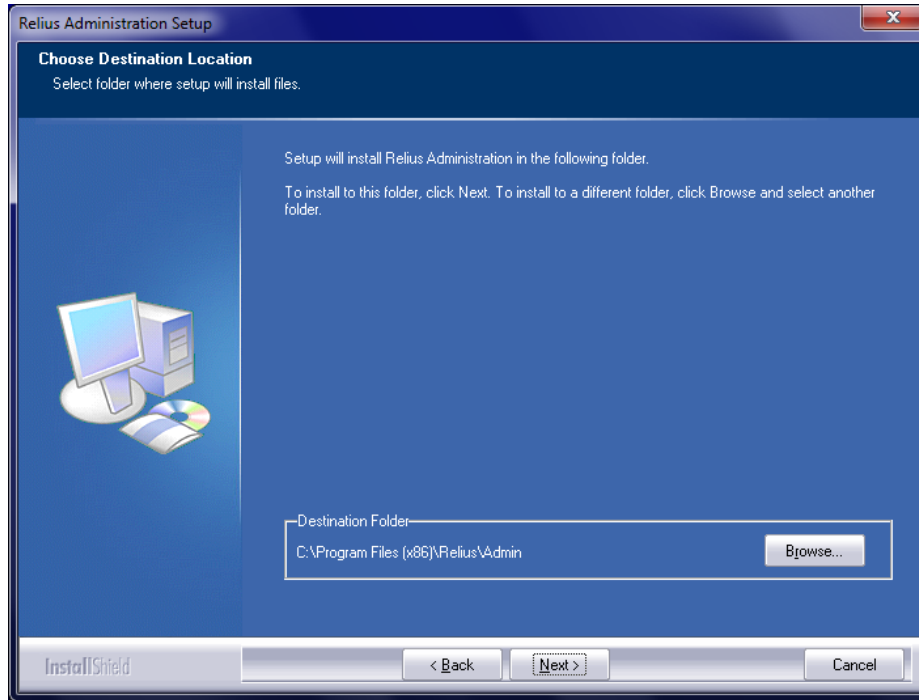 Relius Administration Setup
Choose Destination Location
Select folder where setup will install files.
Setup will install Relius Administration in the following folder.
To install to this folder, click Next. To install to a different folder, click Browse and select another
folder.
Destination Folder
C:\Program Files (x86)\Relius\Admin
Browse...
InstallShield
< Back
Next >
Cancel